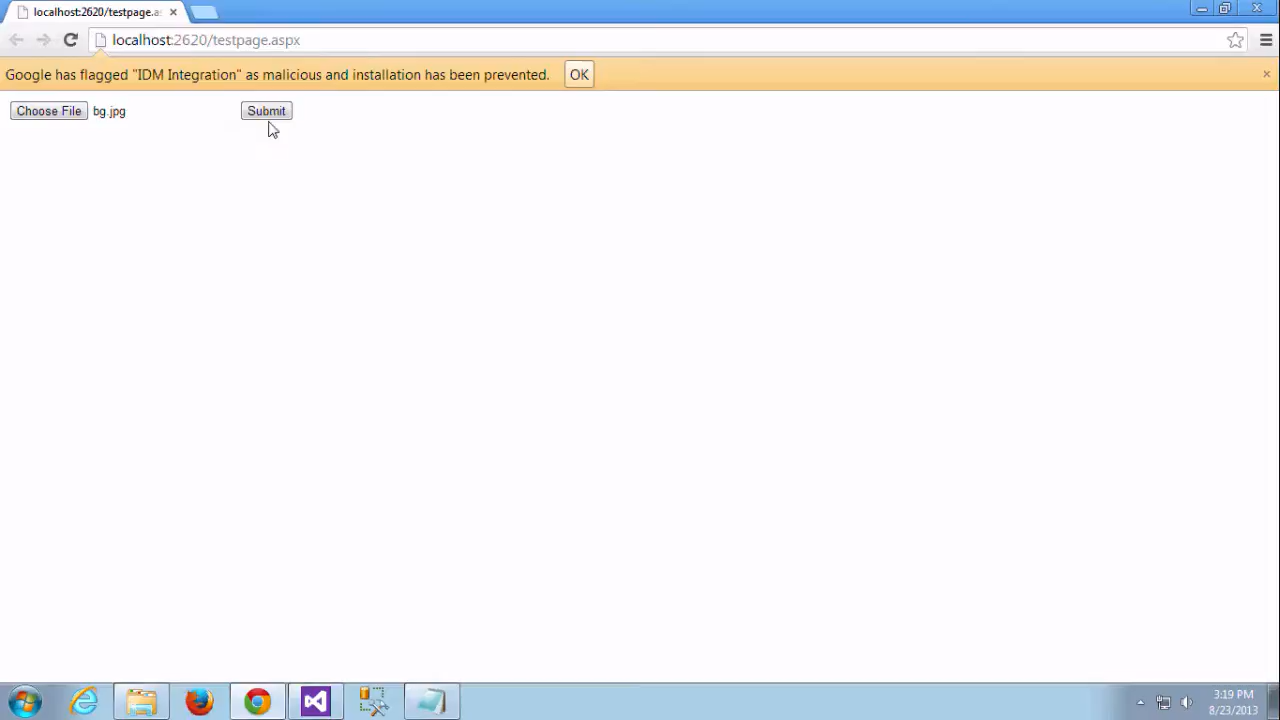 localhost:2620/testpage.a
localhost:2620/testpage.aspx
Google has flagged "IDM Integration" as malicious and installation has been prevented. OK
Choose File bg.jpg Submit
3:19 PM
8/23/2013